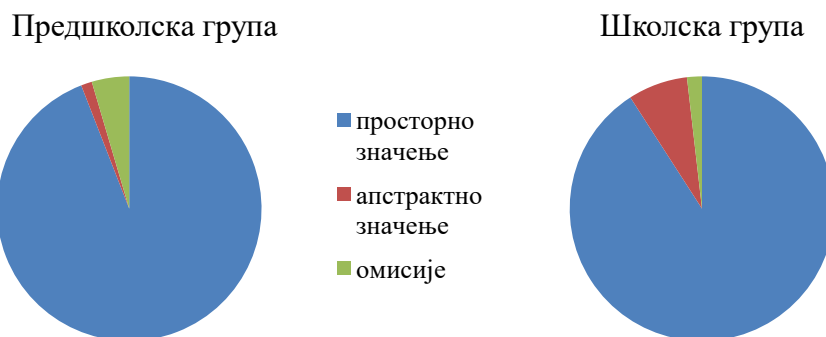 Предшколска група
Школска група
просторно
значење
апстрактно
значење
омисије